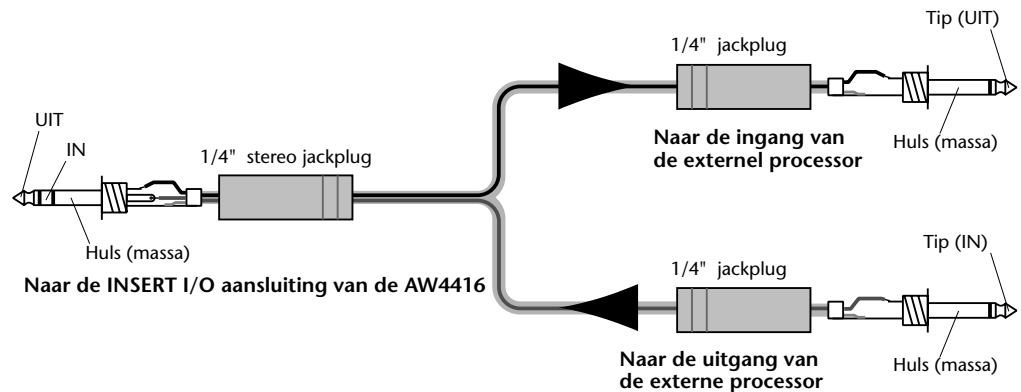 UIT
IN
1/4" stereo jackplug
Huls (massa)
Naar de INSERT I/O aansluiting van de AW4416
Tip (UIT)
1/4" jackplug
Huls (massa)
Naar de ingang van
de externel processor
Tip (IN)
1/4" jackplug
Huls (massa)
Naar de uitgang van
de externe processor